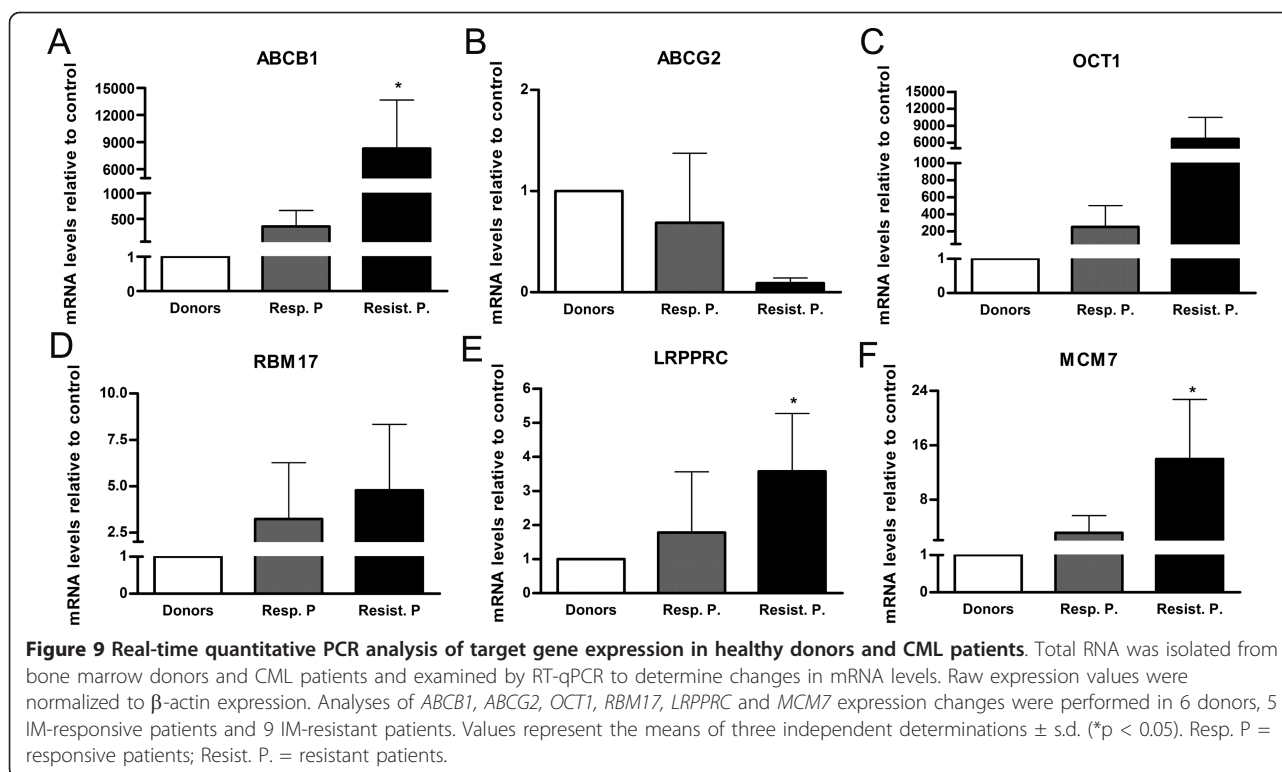 A
ABCB1
mRNA levels relative to control
15000
12000
9000
6000
1000
500
1
0
*
Donors
Resp. P
Resist. P.
B
ABCG2
mRNA levels relative to control
2
1
0
Donors
Resp. P.
Resist. P.
C
OCT1
mRNA levels relative to control
15000
12000
9000
6000
3000
1000
800
600
400
200
1
0
Donors
Resp. P.
Resist. P.
D
RBM17
mRNA levels relative to control
10.0
7.5
5.0
2.5
1
0
Donors
Resp. P
Resist. P
E
LRPPRC
mRNA levels relative to control
6
5
4
3
2
1
0
*
Donors
Resp. P.
Resist. P.
F
MCM7
mRNA levels relative to control
24
16
8
1
0
*
Donors
Resp. P.
Resist. P.
Figure 9 Real-time quantitative PCR analysis of target gene expression in healthy donors and CML patients. Total RNA was isolated from
bone marrow donors and CML patients and examined by RT-qPCR to determine changes in mRNA levels. Raw expression values were
normalized to β-actin expression. Analyses of ABCB1, ABCG2, OCT1, RBM17, LRPPRC and MCM7 expression changes were performed in 6 donors, 5
IM-responsive patients and 9 IM-resistant patients. Values represent the means of three independent determinations ± s.d. (*p < 0.05). Resp. P =
responsive patients; Resist. P. = resistant patients.